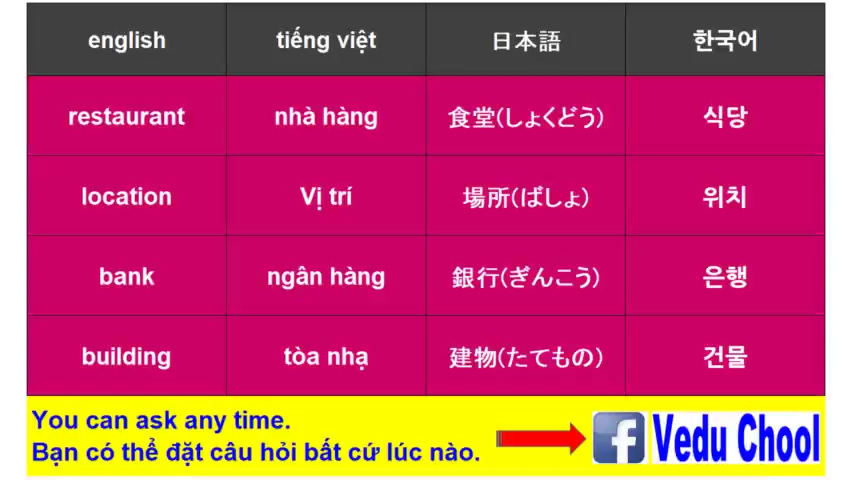 english tiếng việt 日本語 한국어
restaurant nhà hàng 食堂(しょくどう) 식당
location Vị trí 場所(ばしょ) 위치
bank ngân hàng 銀行(ぎんこう) 은행
building tòa nhạ 建物(たてもの) 건물
You can ask any time.
Bạn có thể đặt câu hỏi bất cứ lúc nào.
f Vedu Chool